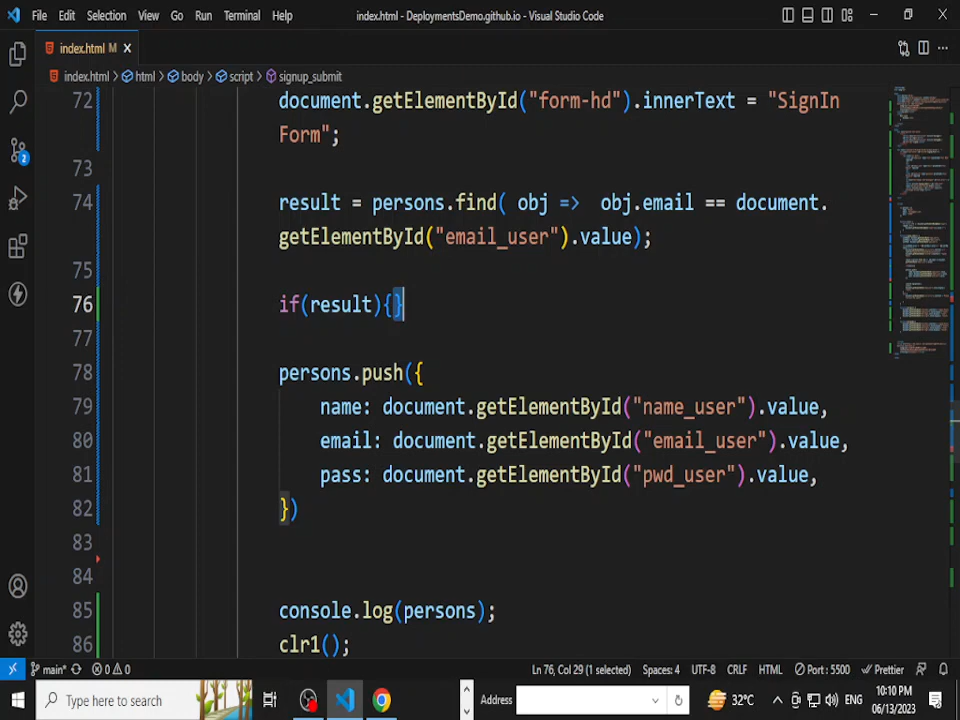 File Edit Selection View Go Run Terminal Help index.html - DeploymentsDemo.github.io - Visual Studio Code
index.html M
index.html > html > body > script > signup_submit
72 document.getElementById("form-hd").innerText = "SignIn
Form";
73
74 result = persons.find( obj => obj.email == document.
getElementById("email_user").value);
75
76 if(result){}
77
78 persons.push({
79 name: document.getElementById("name_user").value,
80 email: document.getElementById("email_user").value,
81 pass: document.getElementById("pwd_user").value,
82 })
83
84
85 console.log(persons);
86 clr1();
2
main* 0 0 Ln 76, Col 29 (1 selected) Spaces: 4 UTF-8 CRLF HTML Port : 5500 Prettier
Type here to search Address 32°C ENG 10:10 PM
06/13/2023